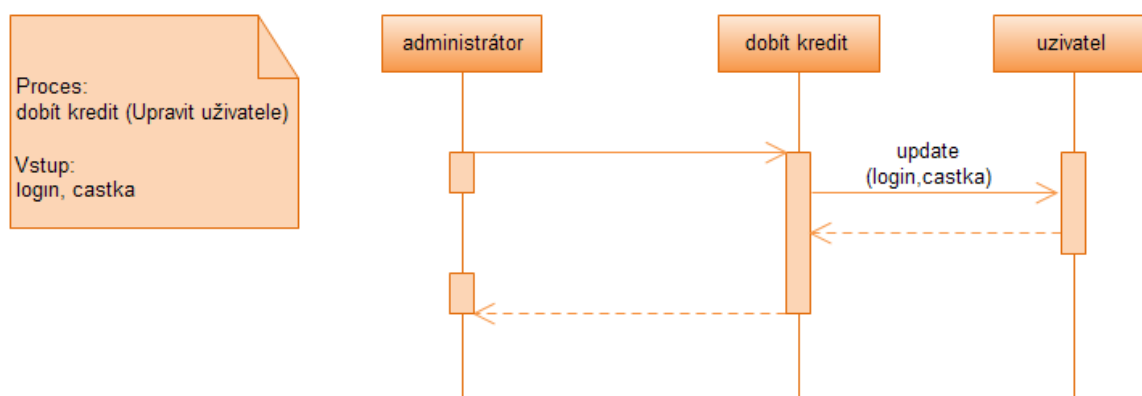 Proces:
dobít kredit (Upravit uživatele)
Vstup:
login, castka
administrátor
dobít kredit
uzivatel
update
(login,castka)